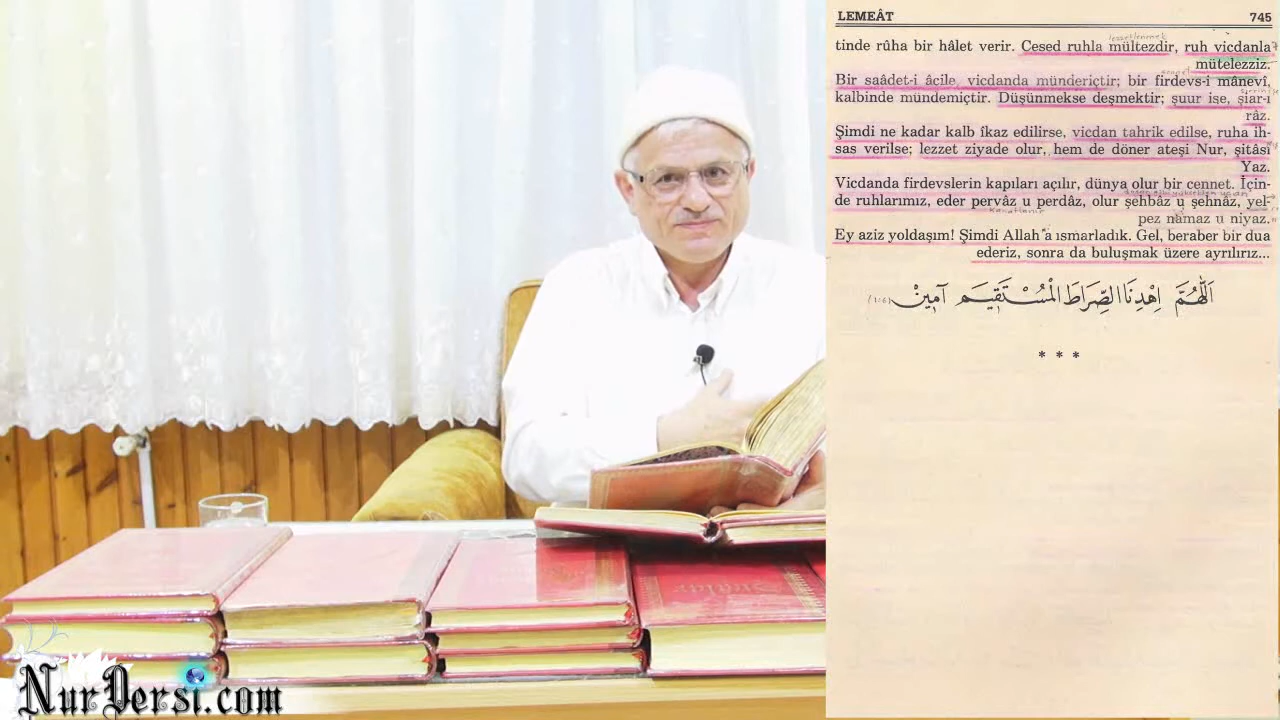 LEMEÂT 745
tinde rûha bir hâlet verir. Cesed ruhla mültezdir, ruh vicdanla
mütelezziz.
Bir saâdet-i âcile, vicdanda münderiçtir; bir firdevs-i mânevî,
kalbinde mündemiçtir. Düşünmekse deşmektir; şuur ise, şiar-ı
râz.
Şimdi ne kadar kalb îkaz edilirse, vicdan tahrik edilse, ruha ih-
sas verilse; lezzet ziyade olur, hem de döner ateşi Nur, şitâsı
Yaz.
Vicdanda firdevslerin kapıları açılır, dünya olur bir cennet. İçin-
de ruhlarımız, eder pervâz u perdâz, olur şehbâz u şehnâz, yel-
pez namaz u niyaz.
Ey aziz yoldaşım! Şimdi Allah'a ısmarladık. Gel, beraber bir dua
ederiz, sonra da buluşmak üzere ayrılırız...
اَللّٰهُمَّ اِهْدِنَا الصِّرَاطَ الْمُسْتَقِيمَ آمِينْ
* * *
NurDersi.com